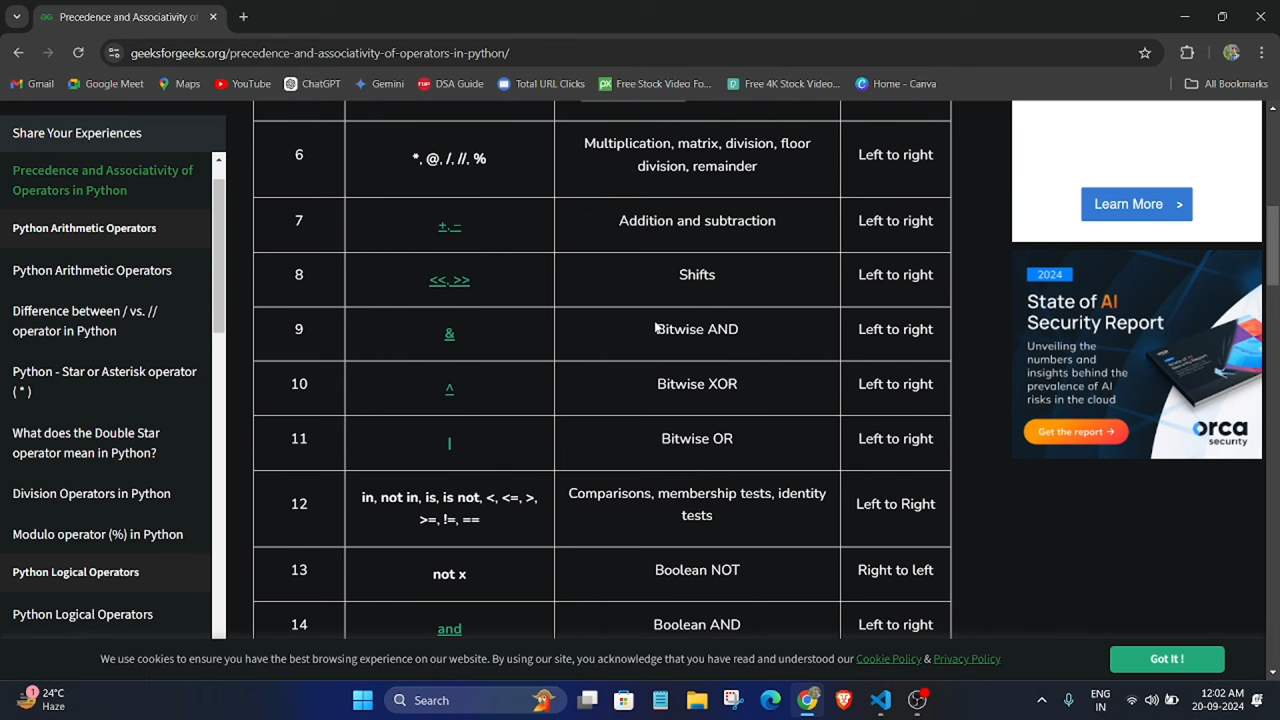 Precedence and Associativity of
geeksforgeeks.org/precedence-and-associativity-of-operators-in-python/
Gmail
Google Meet
Maps
YouTube
ChatGPT
Gemini
DSA Guide
Total URL Clicks
Free Stock Video Fo...
Free 4K Stock Video...
Home - Canva
All Bookmarks
Share Your Experiences
Precedence and Associativity of
Operators in Python
Python Arithmetic Operators
Python Arithmetic Operators
Difference between / vs. //
operator in Python
Python - Star or Asterisk operator
( * )
What does the Double Star
operator mean in Python?
Division Operators in Python
Modulo operator (%) in Python
Python Logical Operators
Python Logical Operators
6
*, @, /, //, %
Multiplication, matrix, division, floor
division, remainder
Left to right
7
+, –
Addition and subtraction
Left to right
8
<<, >>
Shifts
Left to right
9
&
Bitwise AND
Left to right
10
^
Bitwise XOR
Left to right
11
|
Bitwise OR
Left to right
12
in, not in, is, is not, <, <=, >,
>=, !=, ==
Comparisons, membership tests, identity
tests
Left to Right
13
not x
Boolean NOT
Right to left
14
and
Boolean AND
Left to right
Learn More >
2024
State of AI
Security Report
Unveiling the
numbers and
insights behind the
prevalence of AI
risks in the cloud
Get the report →
orca
security
We use cookies to ensure you have the best browsing experience on our website. By using our site, you acknowledge that you have read and understood our Cookie Policy & Privacy Policy
Got It !
1
24°C
Haze
Search
ENG
IN
12:02 AM
20-09-2024